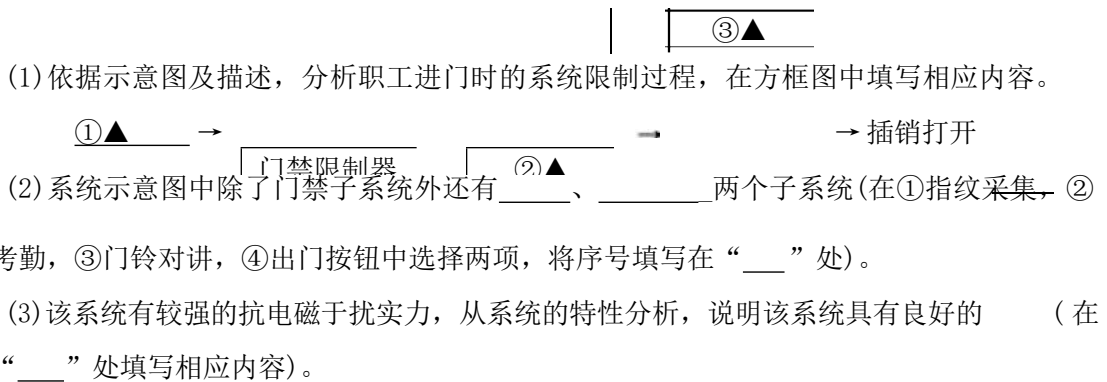 ③▲
(1)依据示意图及描述，分析职工进门时的系统限制过程，在方框图中填写相应内容。
①▲ → → →插销打开
门禁限制器 ②▲
(2)系统示意图中除了门禁子系统外还有_____、_______两个子系统(在①指纹采集，②
考勤，③门铃对讲，④出门按钮中选择两项，将序号填写在“___”处)。
(3)该系统有较强的抗电磁于扰实力，从系统的特性分析，说明该系统具有良好的 (在
“___”处填写相应内容)。